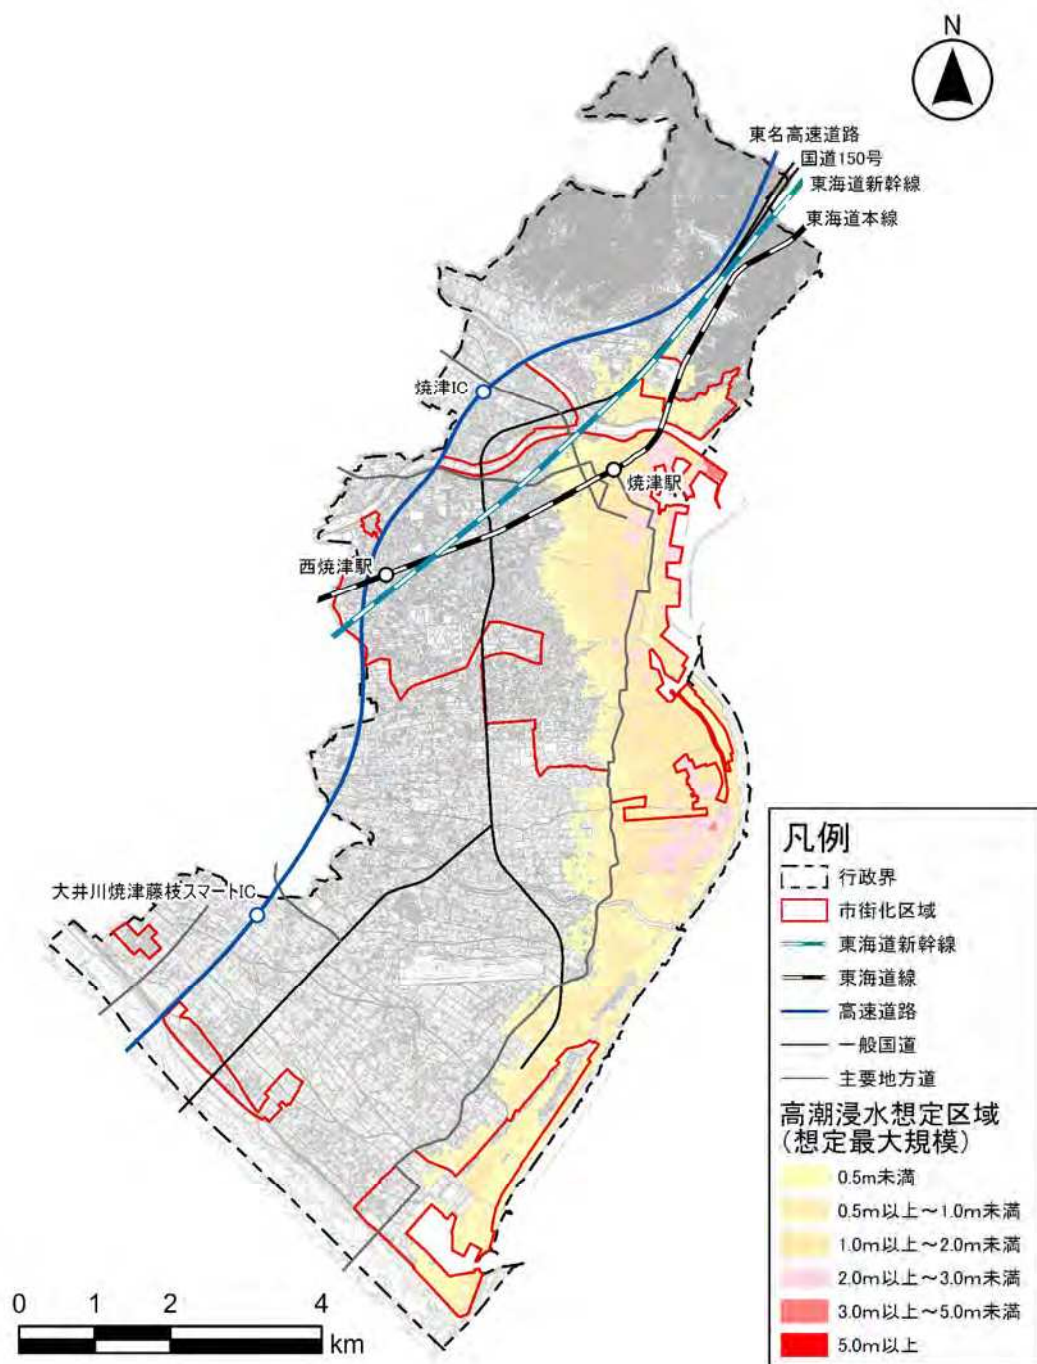 N
東名高速道路
国道150号
東海道新幹線
東海道本線
焼津IC
焼津駅
西焼津駅
大井川焼津藤枝スマートIC
凡例
行政界
市街化区域
東海道新幹線
東海道線
高速道路
一般国道
主要地方道
高潮浸水想定区域
(想定最大規模)
0.5m未満
0.5m以上～1.0m未満
1.0m以上～2.0m未満
2.0m以上～3.0m未満
3.0m以上～5.0m未満
5.0m以上
0 1 2 4
km